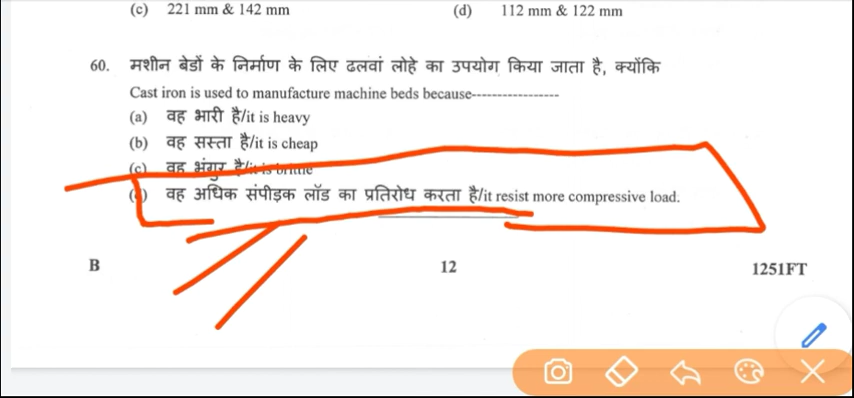 (c) 221 mm & 142 mm (d) 112 mm & 122 mm
60. मशीन बेडों के निर्माण के लिए ढलवां लोहे का उपयोग किया जाता है, क्योंकि
Cast iron is used to manufacture machine beds because-----------------
(a) वह भारी है/it is heavy
(b) वह सस्ता है/it is cheap
(c) वह भंगुर है/it is brittle
(d) वह अधिक संपीड़क लॉड का प्रतिरोध करता है/it resist more compressive load.
B 12 1251FT